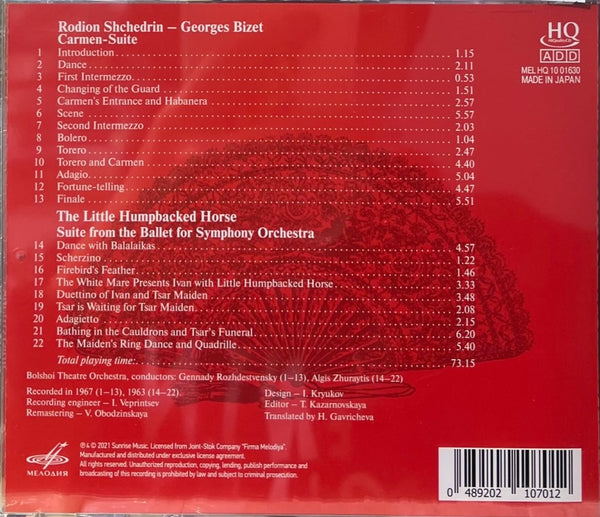 Rodion Shchedrin – Georges Bizet
Carmen-Suite
1 Introduction 1.15
2 Dance 2.11
3 First Intermezzo 0.53
4 Changing of the Guard 1.51
5 Carmen's Entrance and Habanera 2.57
6 Scene 5.57
7 Second Intermezzo 2.03
8 Bolero 1.04
9 Torero 2.47
10 Torero and Carmen 4.40
11 Adagio 5.04
12 Fortune-telling 4.47
13 Finale 5.51
The Little Humpbacked Horse
Suite from the Ballet for Symphony Orchestra
14 Dance with Balalaikas 4.57
15 Scherzino 1.22
16 Firebird's Feather 1.46
17 The White Mare Presents Ivan with Little Humpbacked Horse 3.33
18 Duettino of Ivan and Tsar Maiden 3.48
19 Tsar is Waiting for Tsar Maiden 2.08
20 Adagietto 2.15
21 Bathing in the Cauldrons and Tsar's Funeral 6.20
22 The Maiden's Ring Dance and Quadrille 5.40
Total playing time: 73.15
Bolshoi Theatre Orchestra, conductors: Gennady Rozhdestvensky (1–13), Algis Zhuraytis (14–22)
Recorded in 1967 (1–13), 1963 (14–22)
Recording engineer – I. Veprintsev
Remastering – V. Obodzinskaya
Design – I. Kryukov
Editor – T. Kazarnovskaya
Translated by H. Gavricheva
HQ
HiQualityCD
ADD
MEL HQ 10 01630
MADE IN JAPAN
МЕЛОДИЯ
℗&© 2021 Sunrise Music, Licensed from Joint-Stok Company "Firma Melodiya".
Manufactured and distributed under exclusive license agreement.
All rights reserved. Unauthorized reproduction, copying, lending, publish performance and
broadcasting of this recording is prohibited by law and subject to criminal prosecution.
0 489202 107012